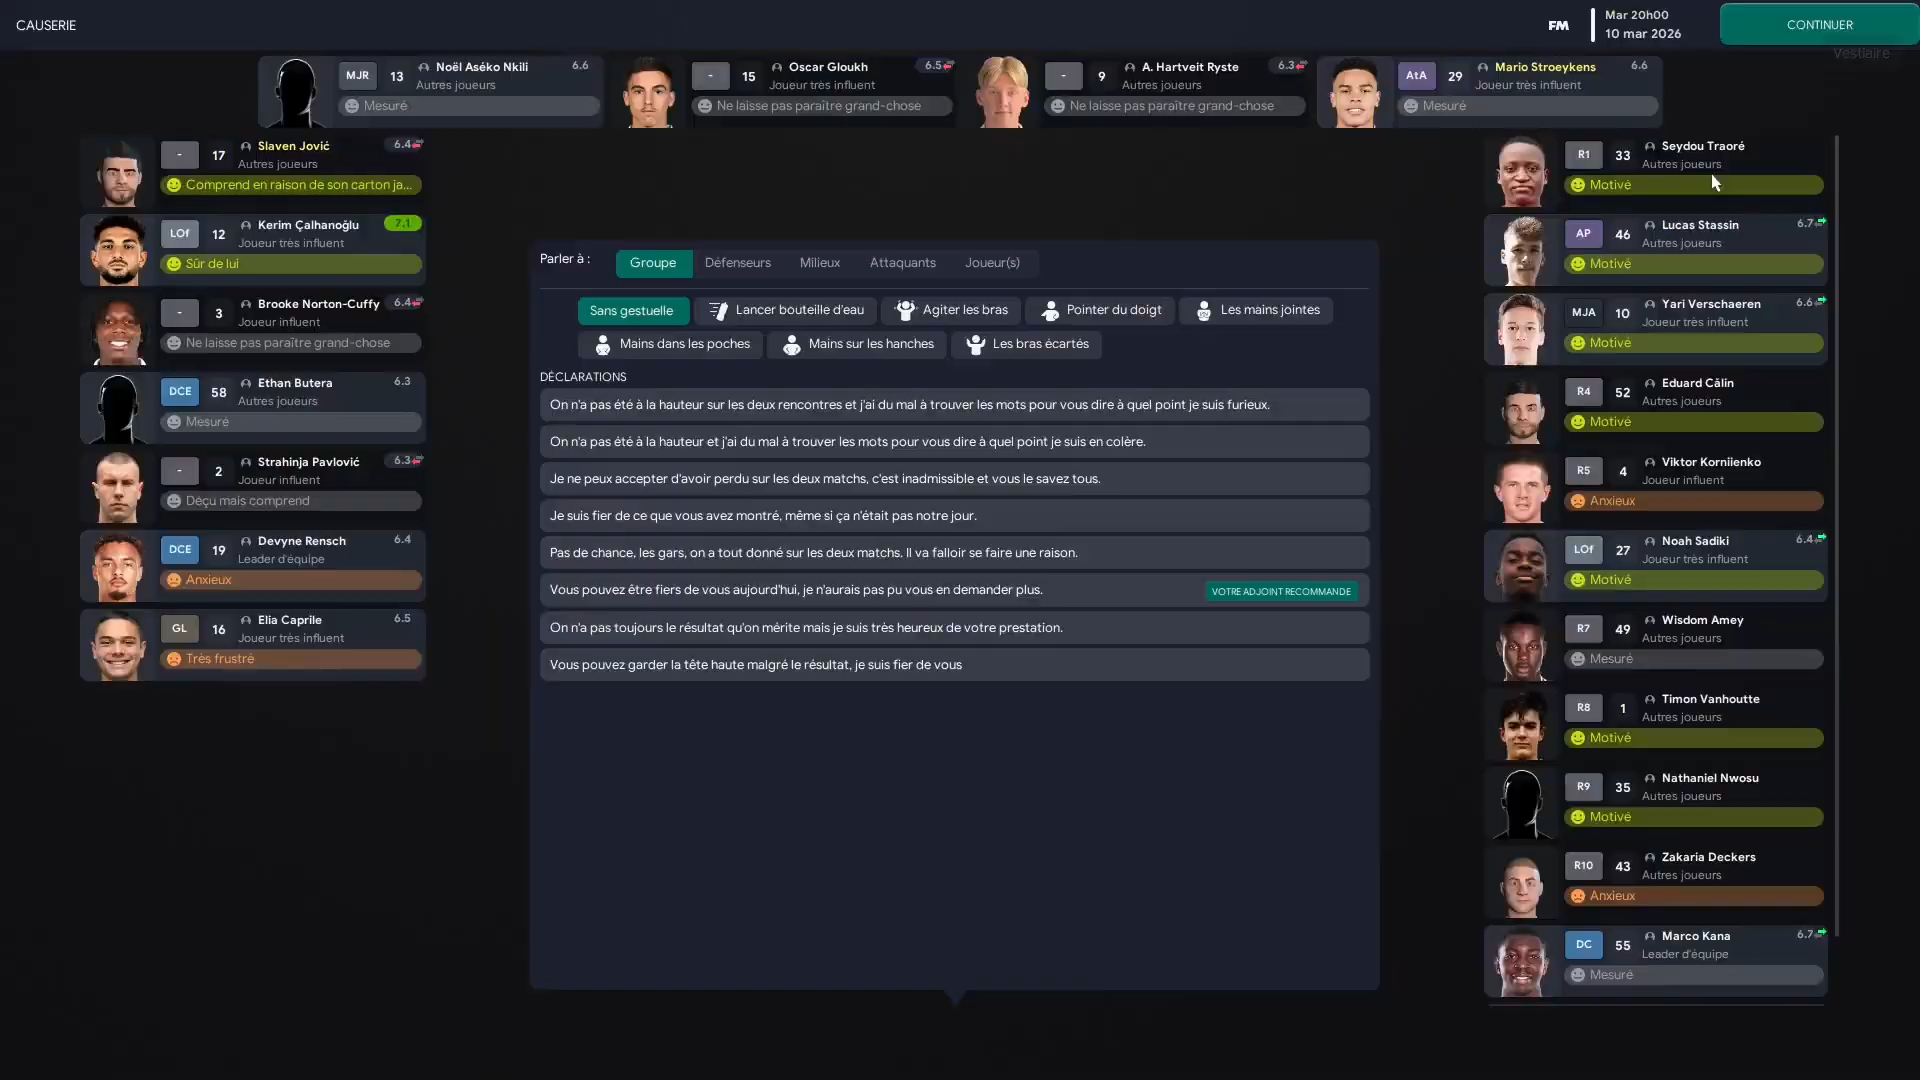 CAUSERIE
FM
Mar 20h00
10 mar 2026
CONTINUER
Vestiaire
MJR 13 Noël Aséko Nkili 6.6
Autres joueurs
Mesuré
- 15 Oscar Gloukh 6.5
Joueur très influent
Ne laisse pas paraître grand-chose
- 9 A. Hartveit Ryste 6.3
Autres joueurs
Ne laisse pas paraître grand-chose
AtA 29 Mario Stroeykens 6.6
Joueur très influent
Mesuré
- 17 Slaven Jović 6.4
Autres joueurs
Comprend en raison de son carton ja...
LOf 12 Kerim Çalhanoğlu 7.1
Joueur très influent
Sûr de lui
- 3 Brooke Norton-Cuffy 6.4
Joueur influent
Ne laisse pas paraître grand-chose
DCE 58 Ethan Butera 6.3
Autres joueurs
Mesuré
- 2 Strahinja Pavlović 6.3
Joueur influent
Déçu mais comprend
DCE 19 Devyne Rensch 6.4
Leader d'équipe
Anxieux
GL 16 Elia Caprile 6.5
Joueur très influent
Très frustré
Parler à : Groupe Défenseurs Milieux Attaquants Joueur(s)
Sans gestuelle Lancer bouteille d'eau Agiter les bras Pointer du doigt Les mains jointes
Mains dans les poches Mains sur les hanches Les bras écartés
DÉCLARATIONS
On n'a pas été à la hauteur sur les deux rencontres et j'ai du mal à trouver les mots pour vous dire à quel point je suis furieux.
On n'a pas été à la hauteur et j'ai du mal à trouver les mots pour vous dire à quel point je suis en colère.
Je ne peux accepter d'avoir perdu sur les deux matchs, c'est inadmissible et vous le savez tous.
Je suis fier de ce que vous avez montré, même si ça n'était pas notre jour.
Pas de chance, les gars, on a tout donné sur les deux matchs. Il va falloir se faire une raison.
Vous pouvez être fiers de vous aujourd'hui, je n'aurais pas pu vous en demander plus. VOTRE ADJOINT RECOMMANDE
On n'a pas toujours le résultat qu'on mérite mais je suis très heureux de votre prestation.
Vous pouvez garder la tête haute malgré le résultat, je suis fier de vous
R1 33 Seydou Traoré
Autres joueurs
Motivé
AP 46 Lucas Stassin 6.7
Autres joueurs
Motivé
MJA 10 Yari Verschaeren 6.6
Joueur très influent
Motivé
R4 52 Eduard Călin
Autres joueurs
Motivé
R5 4 Viktor Korniienko
Joueur influent
Anxieux
LOf 27 Noah Sadiki 6.4
Joueur très influent
Motivé
R7 49 Wisdom Amey
Autres joueurs
Mesuré
R8 1 Timon Vanhoutte
Autres joueurs
Motivé
R9 35 Nathaniel Nwosu
Autres joueurs
Motivé
R10 43 Zakaria Deckers
Autres joueurs
Anxieux
DC 55 Marco Kana 6.7
Leader d'équipe
Mesuré